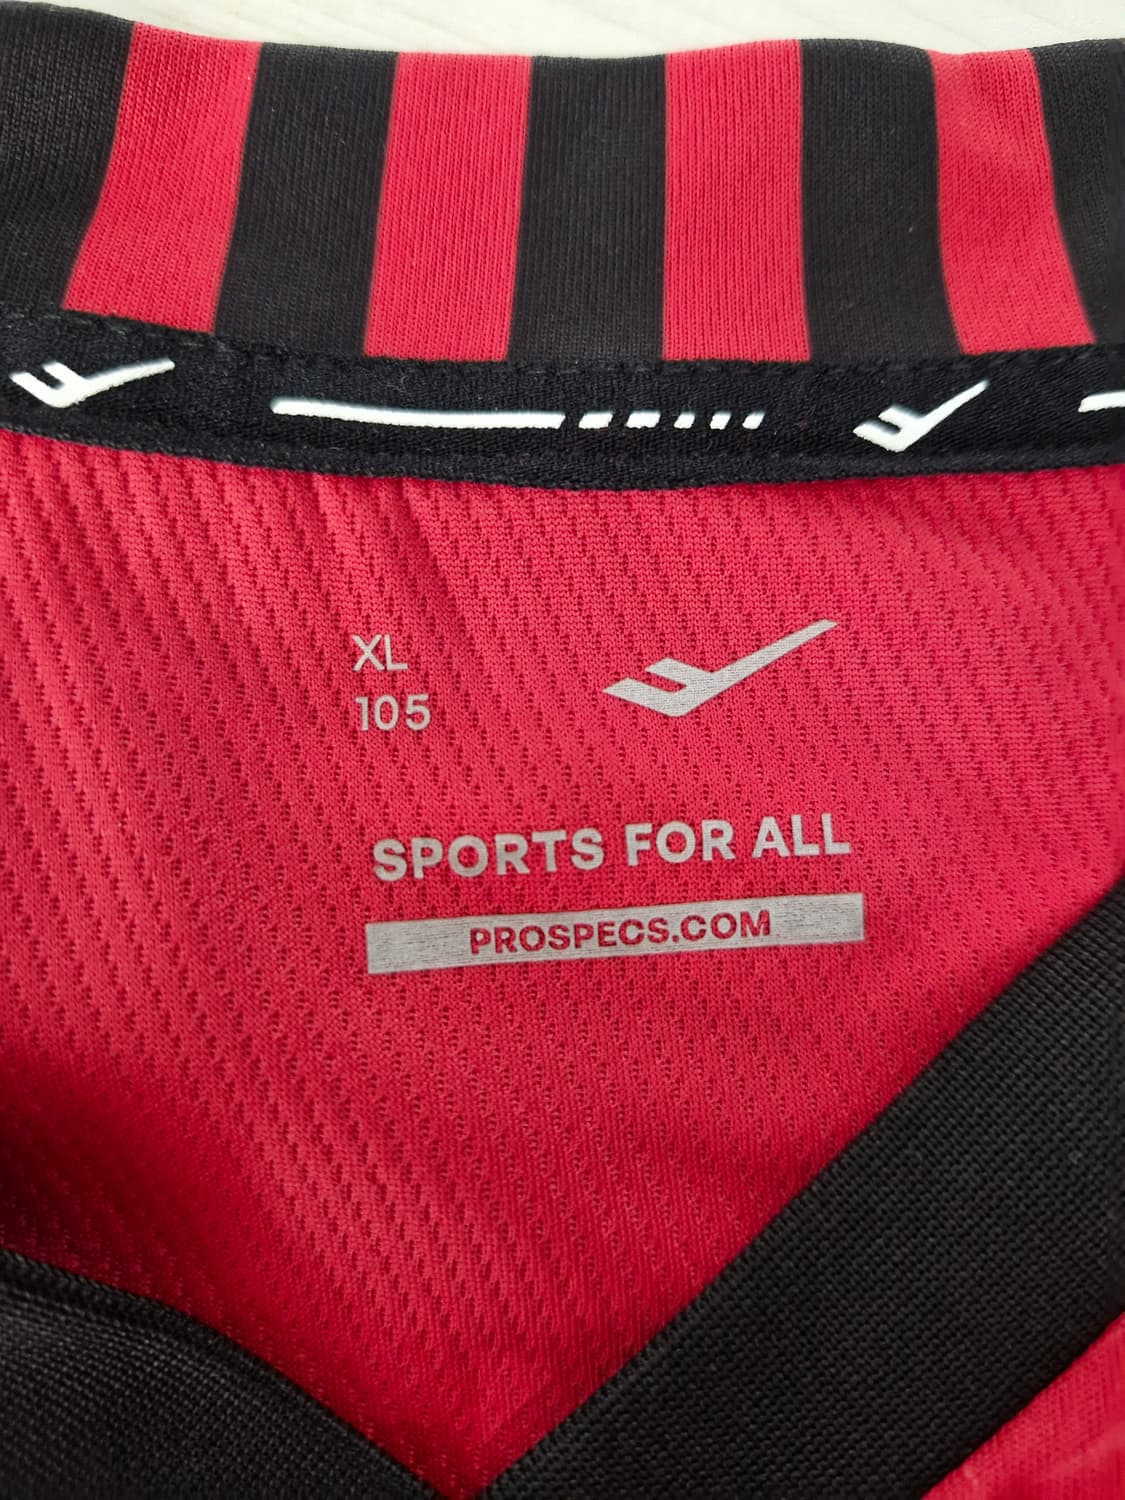 XL
105
SPORTS FOR ALL
PROSPECS.COM